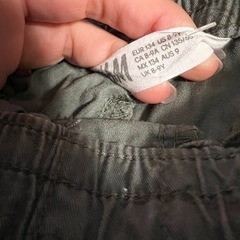 EUR 134 US 8-9Y
CA 8-9A CN 135/60
MX 134 AUS 9
UK 8-9Y